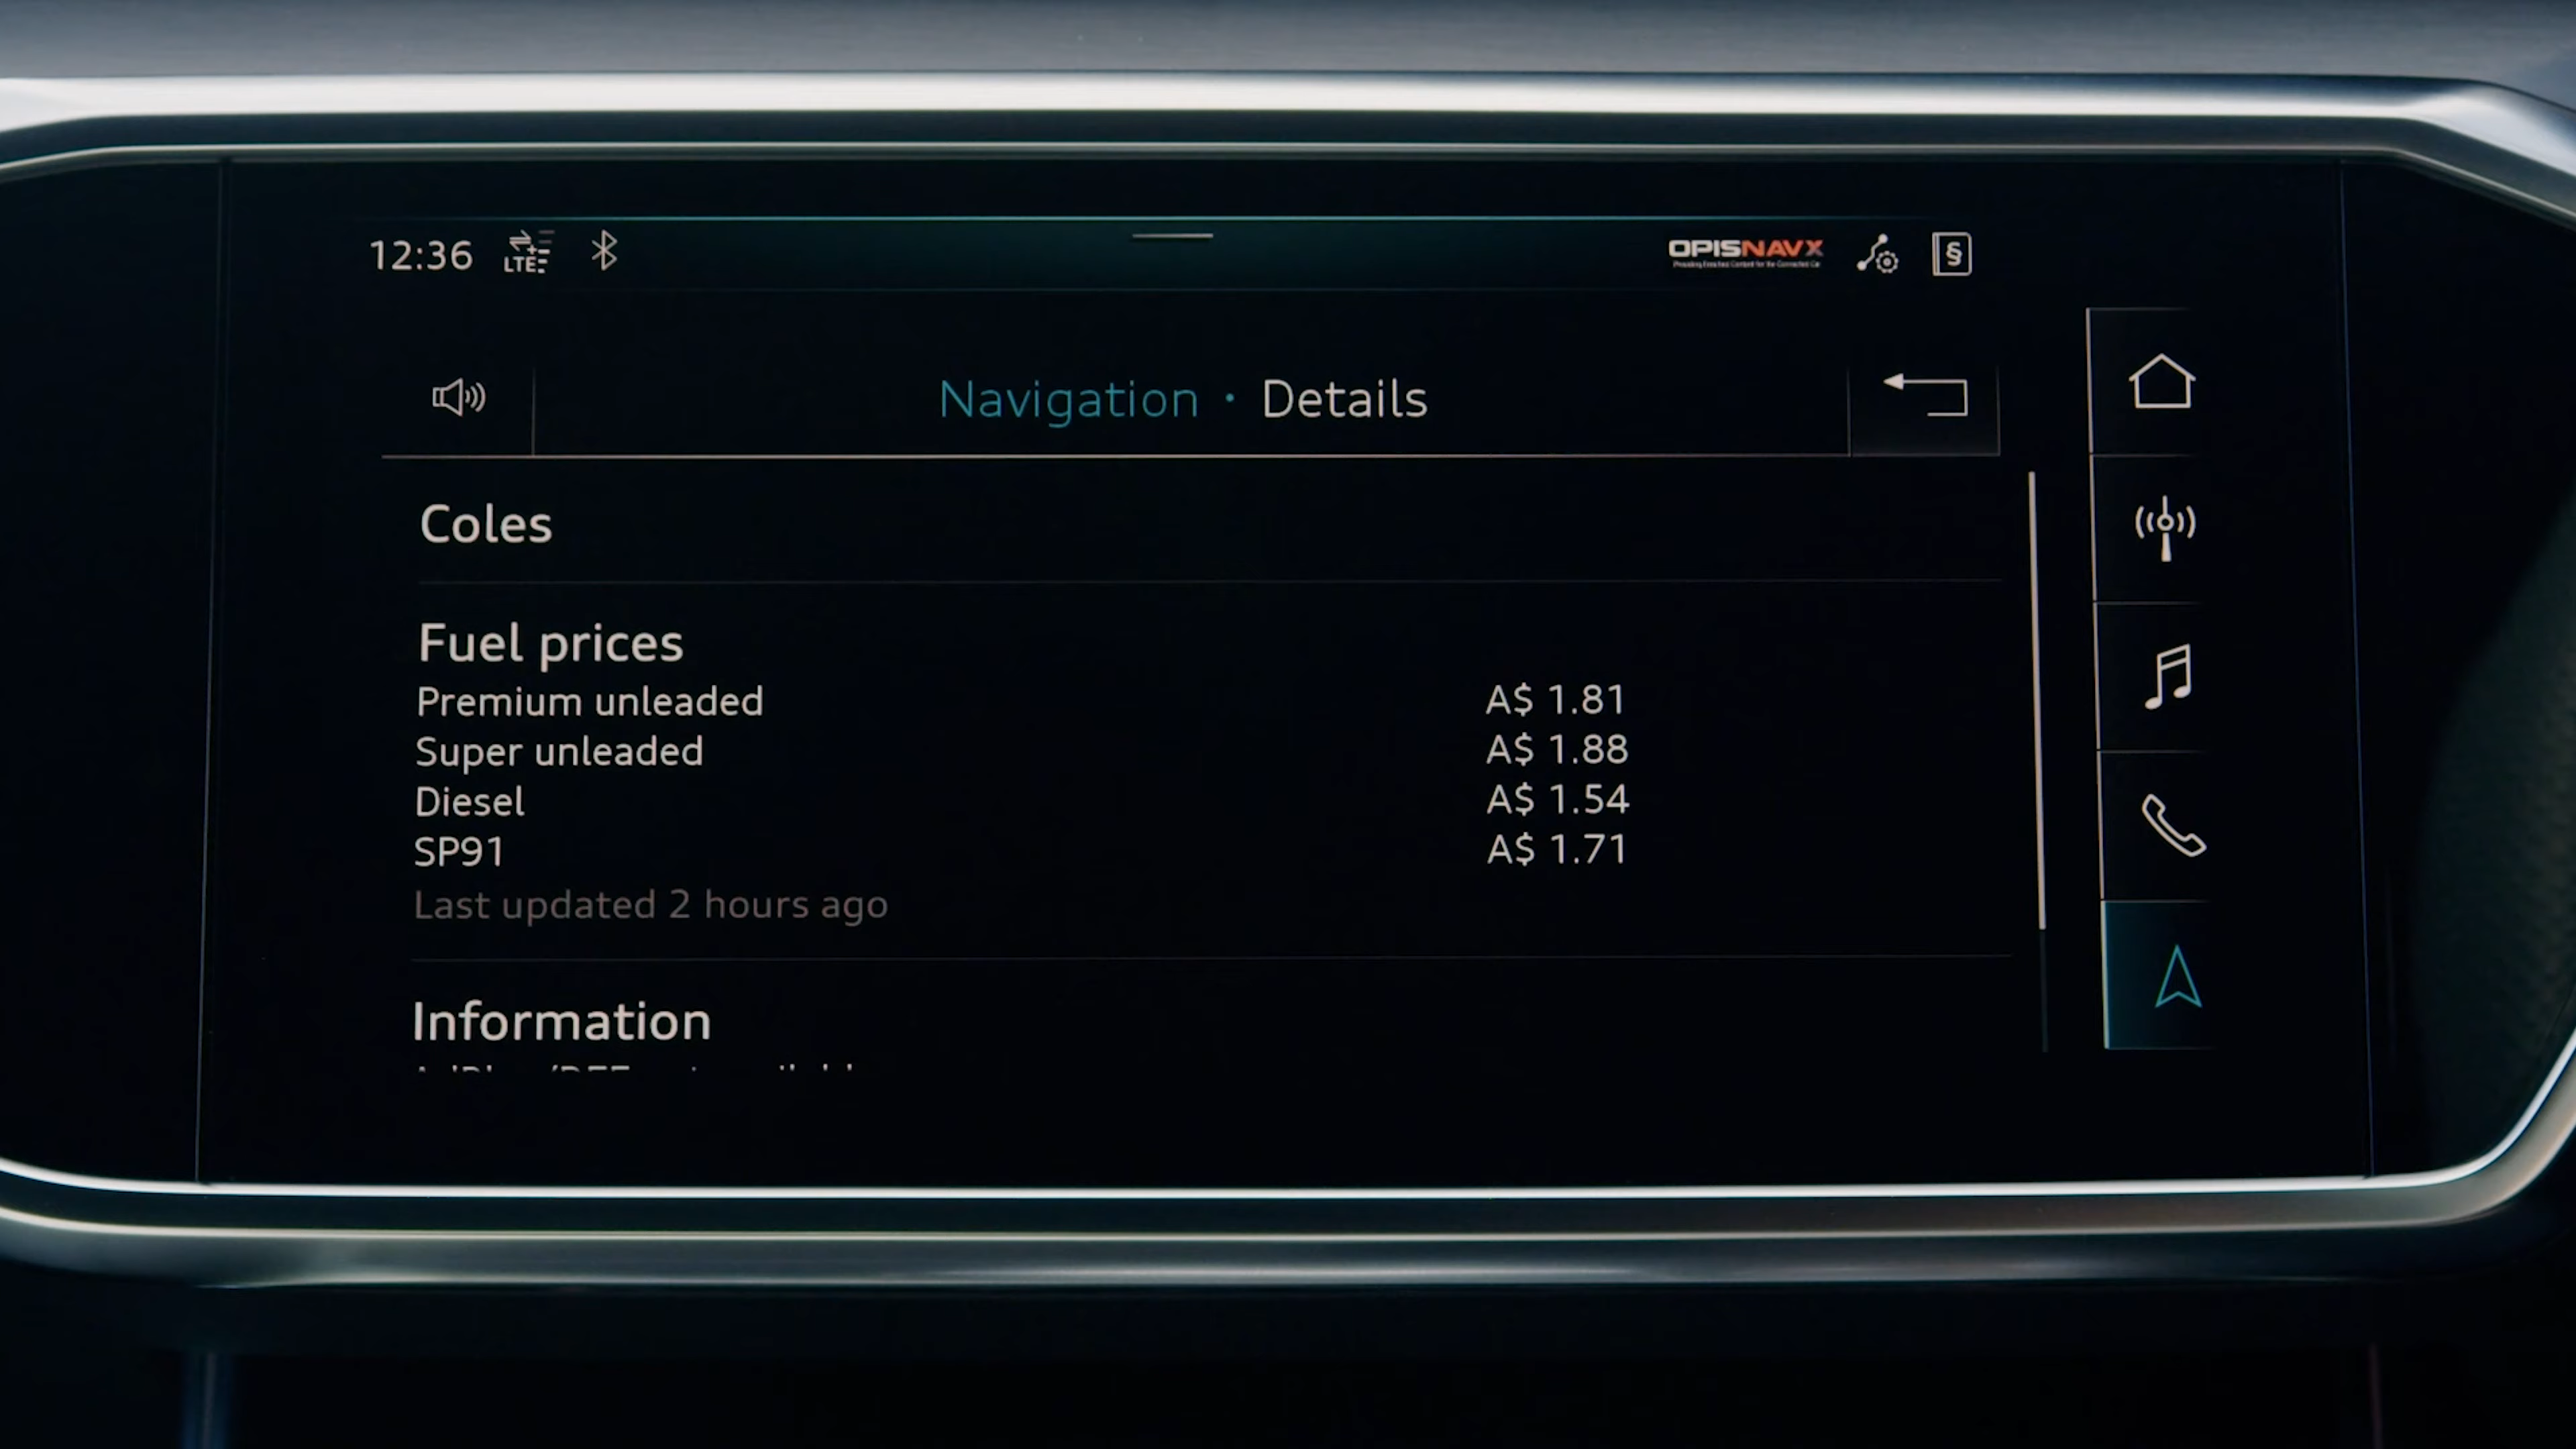 12:36 LTE OPISNAVX §
Navigation · Details
Coles
Fuel prices
Premium unleaded A$ 1.81
Super unleaded A$ 1.88
Diesel A$ 1.54
SP91 A$ 1.71
Last updated 2 hours ago
Information